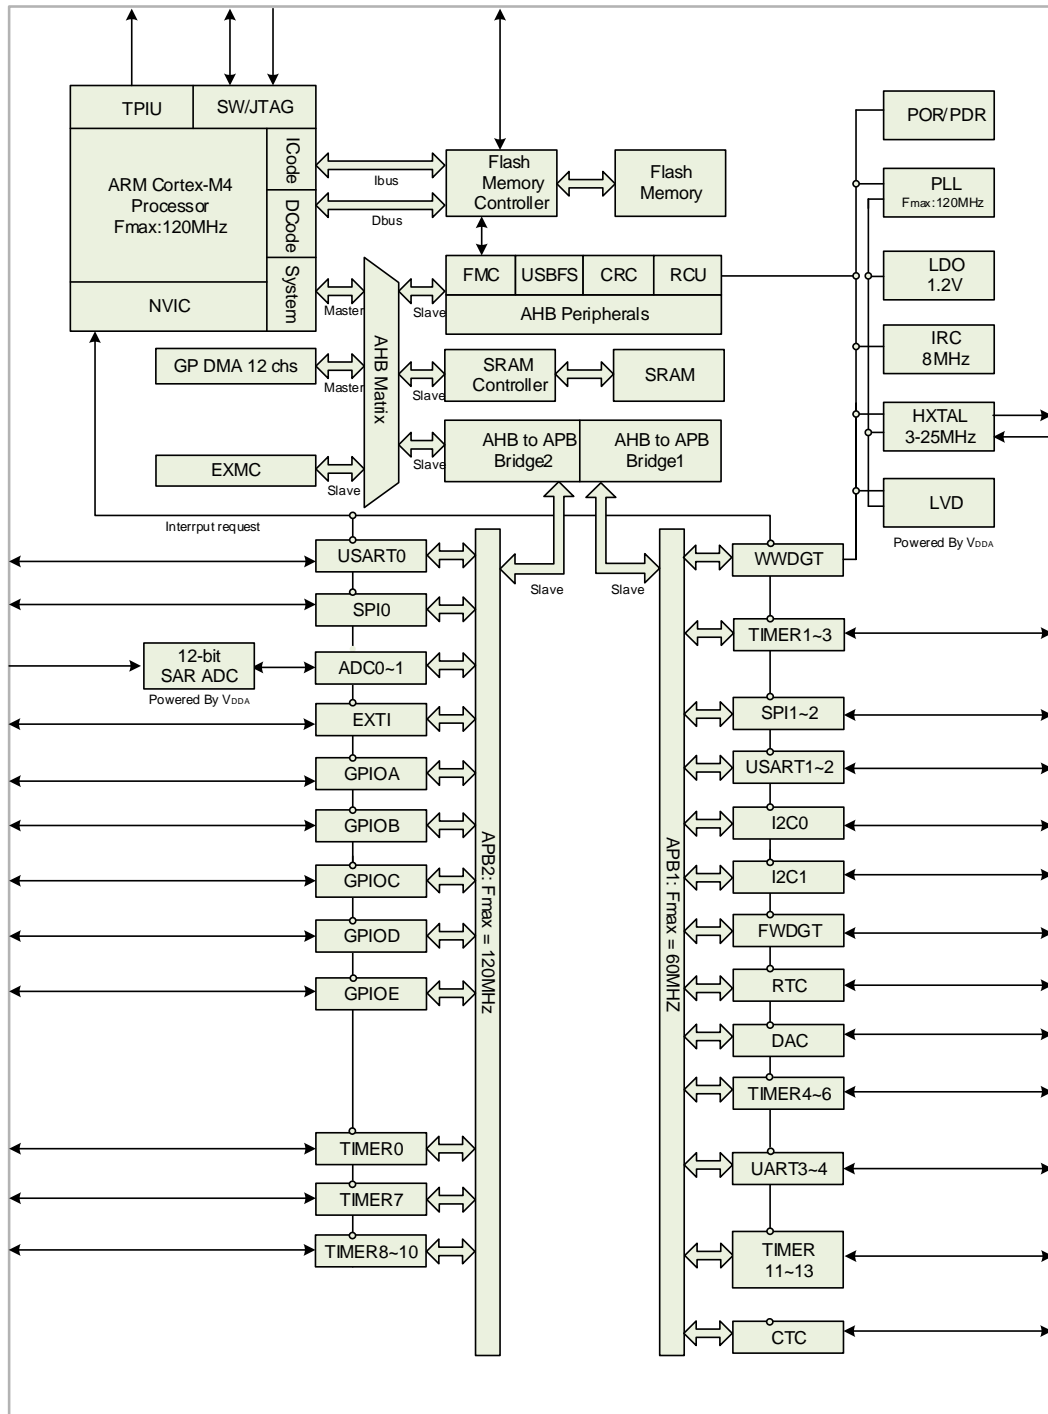 TPIU
SW/JTAG
POR/PDR
ARM Cortex-M4
Processor
Fmax:120MHz
ICode
DCode
System
NVIC
Ibus
Dbus
Flash
Memory
Controller
Flash
Memory
PLL
Fmax:120MHz
FMC
USBFS
CRC
RCU
AHB Peripherals
LDO
1.2V
Master
Slave
AHB Matrix
IRC
8MHz
GP DMA 12 chs
Master
Slave
SRAM
Controller
SRAM
HXTAL
3-25MHz
EXMC
Slave
Slave
AHB to APB
Bridge2
AHB to APB
Bridge1
LVD
Powered By VDDA
Interrput request
USART0
SPI0
12-bit
SAR ADC
Powered By VDDA
ADC0~1
EXTI
GPIOA
GPIOB
GPIOC
GPIOD
GPIOE
TIMER0
TIMER7
TIMER8~10
APB2: Fmax = 120MHz
Slave
Slave
APB1: Fmax = 60MHZ
WWDGT
TIMER1~3
SPI1~2
USART1~2
I2C0
I2C1
FWDGT
RTC
DAC
TIMER4~6
UART3~4
TIMER
11~13
CTC